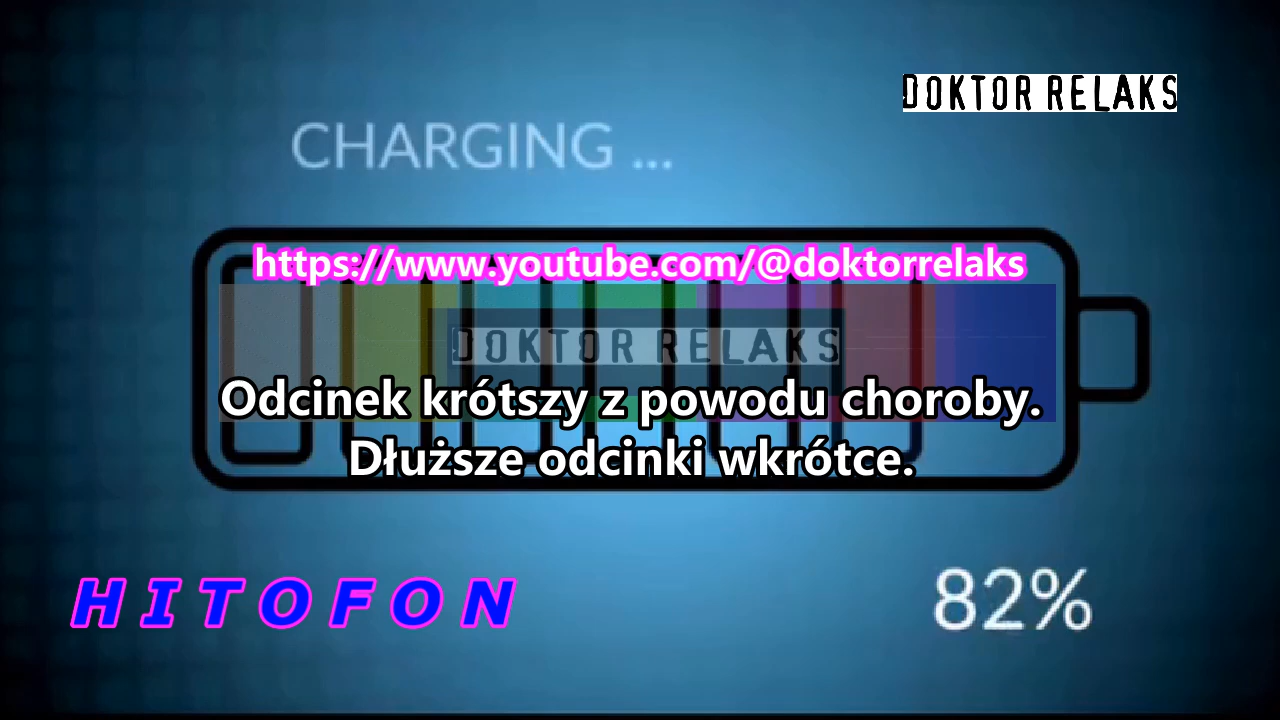 DOKTOR RELAKS
CHARGING ...
https://www.youtube.com/@doktorrelaks
DOKTOR RELAKS
Odcinek krótszy z powodu choroby.
Dłuższe odcinki wkrótce.
HITOFON
82%